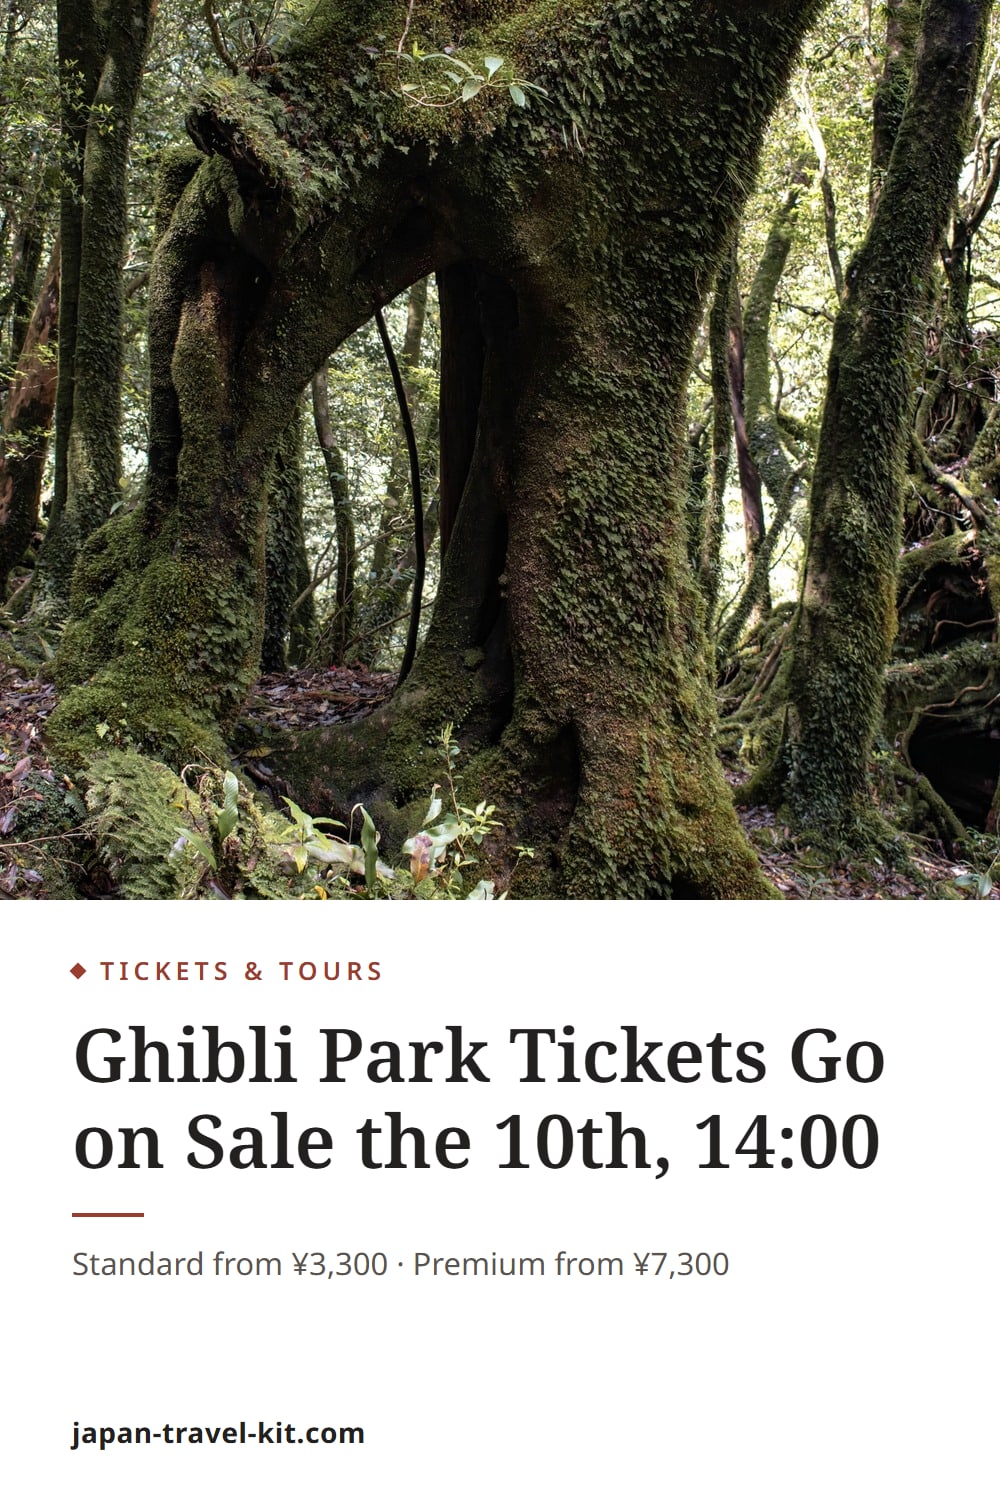 ◆ TICKETS & TOURS
Ghibli Park Tickets Go
on Sale the 10th, 14:00
Standard from ¥3,300 · Premium from ¥7,300
japan-travel-kit.com